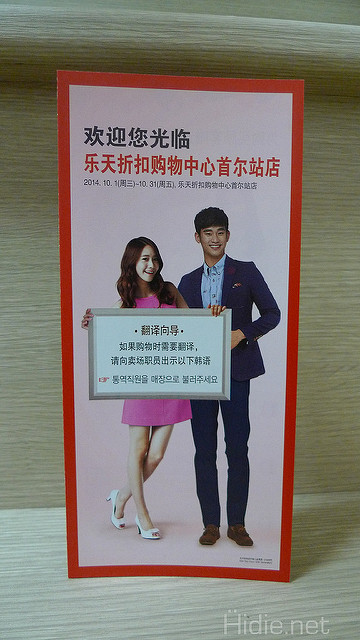 欢迎您光临
乐天折扣购物中心首尔站店
2014. 10. 1(周三)-10. 31(周五), 乐天折扣购物中心首尔站店
·翻译向导·
如果购物时需要翻译,
请向卖场职员出示以下韩语
☞ 통역직원을 매장으로 불러주세요
Hidie.net